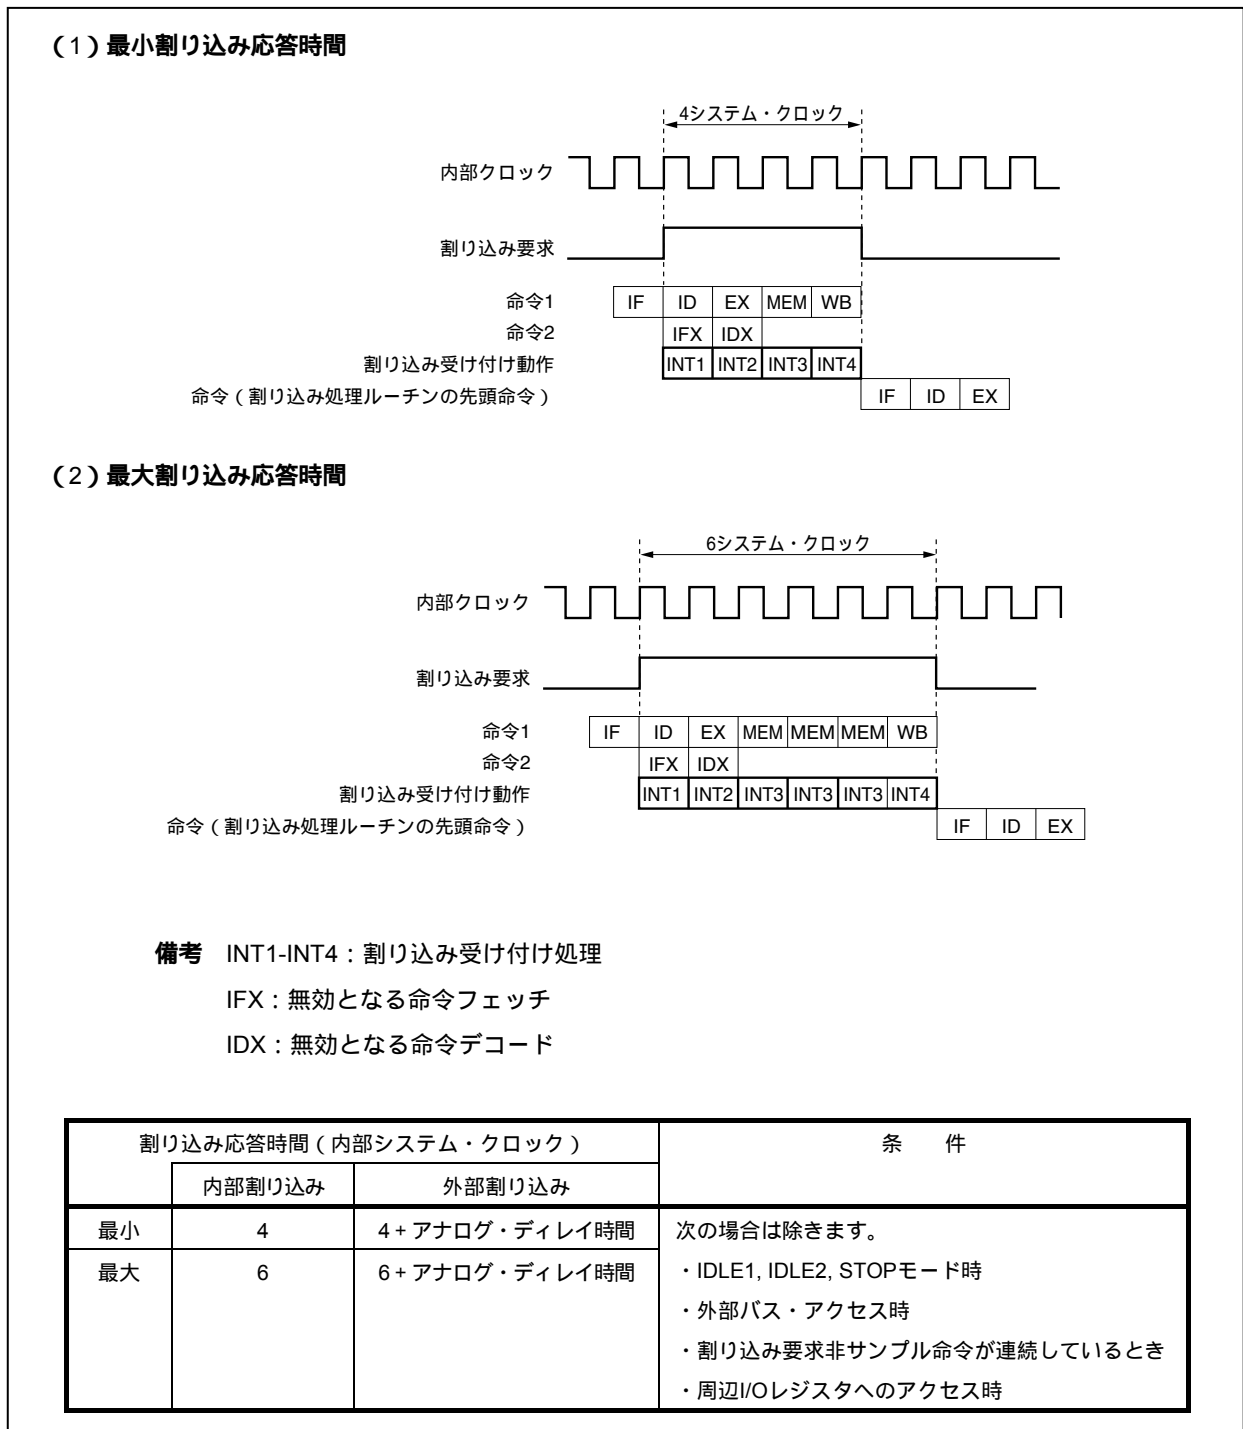 （1）最小割り込み応答時間
4システム・クロック
内部クロック
割り込み要求
命令1 IF ID EX MEM WB
命令2 IFX IDX
割り込み受け付け動作 INT1 INT2 INT3 INT4
命令（割り込み処理ルーチンの先頭命令） IF ID EX
（2）最大割り込み応答時間
6システム・クロック
内部クロック
割り込み要求
命令1 IF ID EX MEM MEM MEM WB
命令2 IFX IDX
割り込み受け付け動作 INT1 INT2 INT3 INT3 INT3 INT4
命令（割り込み処理ルーチンの先頭命令） IF ID EX
備考 INT1-INT4：割り込み受け付け処理
IFX：無効となる命令フェッチ
IDX：無効となる命令デコード
割り込み応答時間（内部システム・クロック） 条 件
内部割り込み 外部割り込み
最小 4 4+アナログ・ディレイ時間 次の場合は除きます。
最大 6 6+アナログ・ディレイ時間 ・IDLE1, IDLE2, STOPモード時
・外部バス・アクセス時
・割り込み要求非サンプル命令が連続しているとき
・周辺I/Oレジスタへのアクセス時